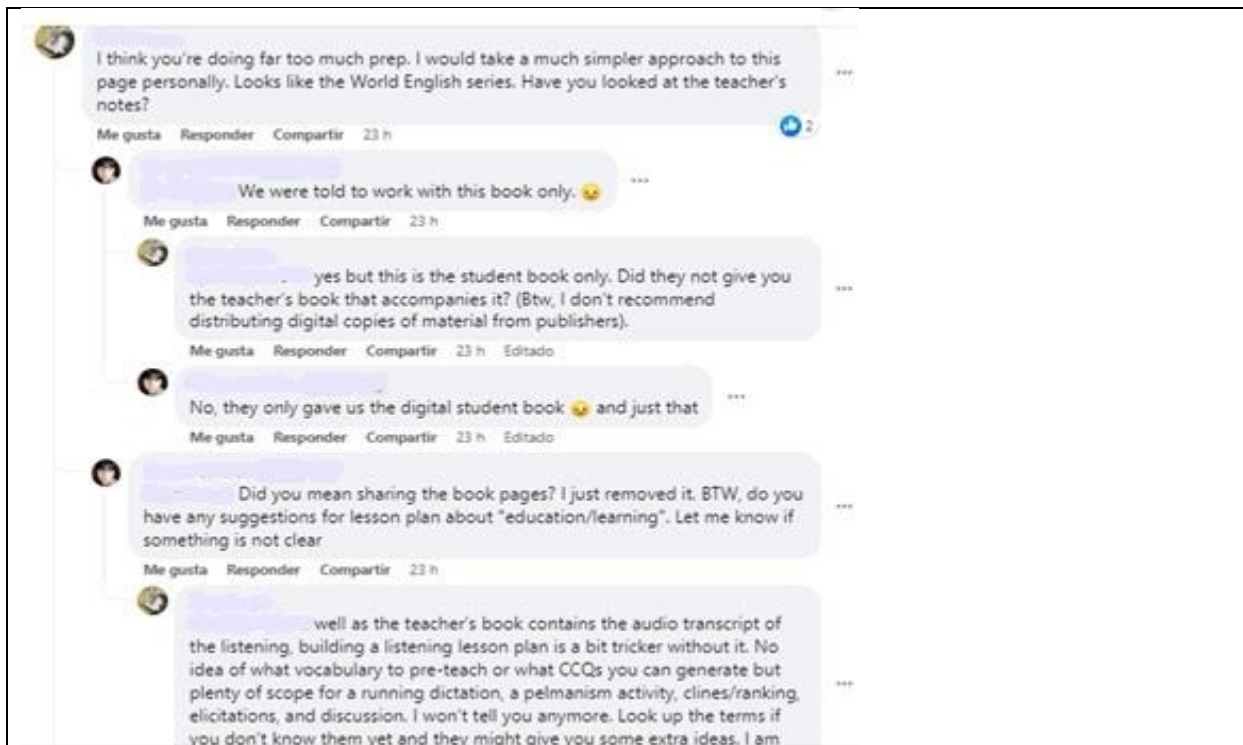 I think you're doing far too much prep. I would take a much simpler approach to this
page personally. Looks like the World English series. Have you looked at the teacher's
notes?
2
Me gusta Responder Compartir 23 h
We were told to work with this book only.
Me gusta Responder Compartir 23 h
yes but this is the student book only. Did they not give you
the teacher's book that accompanies it? (Btw, I don't recommend
distributing digital copies of material from publishers).
Me gusta Responder Compartir 23 h Editado
No, they only gave us the digital student book and just that
Me gusta Responder Compartir 23 h Editado
Did you mean sharing the book pages? I just removed it. BTW, do you
have any suggestions for lesson plan about "education/learning". Let me know if
something is not clear
Me gusta Responder Compartir 23 h
well as the teacher's book contains the audio transcript of
the listening, building a listening lesson plan is a bit tricker without it. No
idea of what vocabulary to pre-teach or what CCQs you can generate but
plenty of scope for a running dictation, a pelmanism activity, clines/ranking,
elicitations, and discussion. I won't tell you anymore. Look up the terms if
you don't know them yet and they might give you some extra ideas. I am